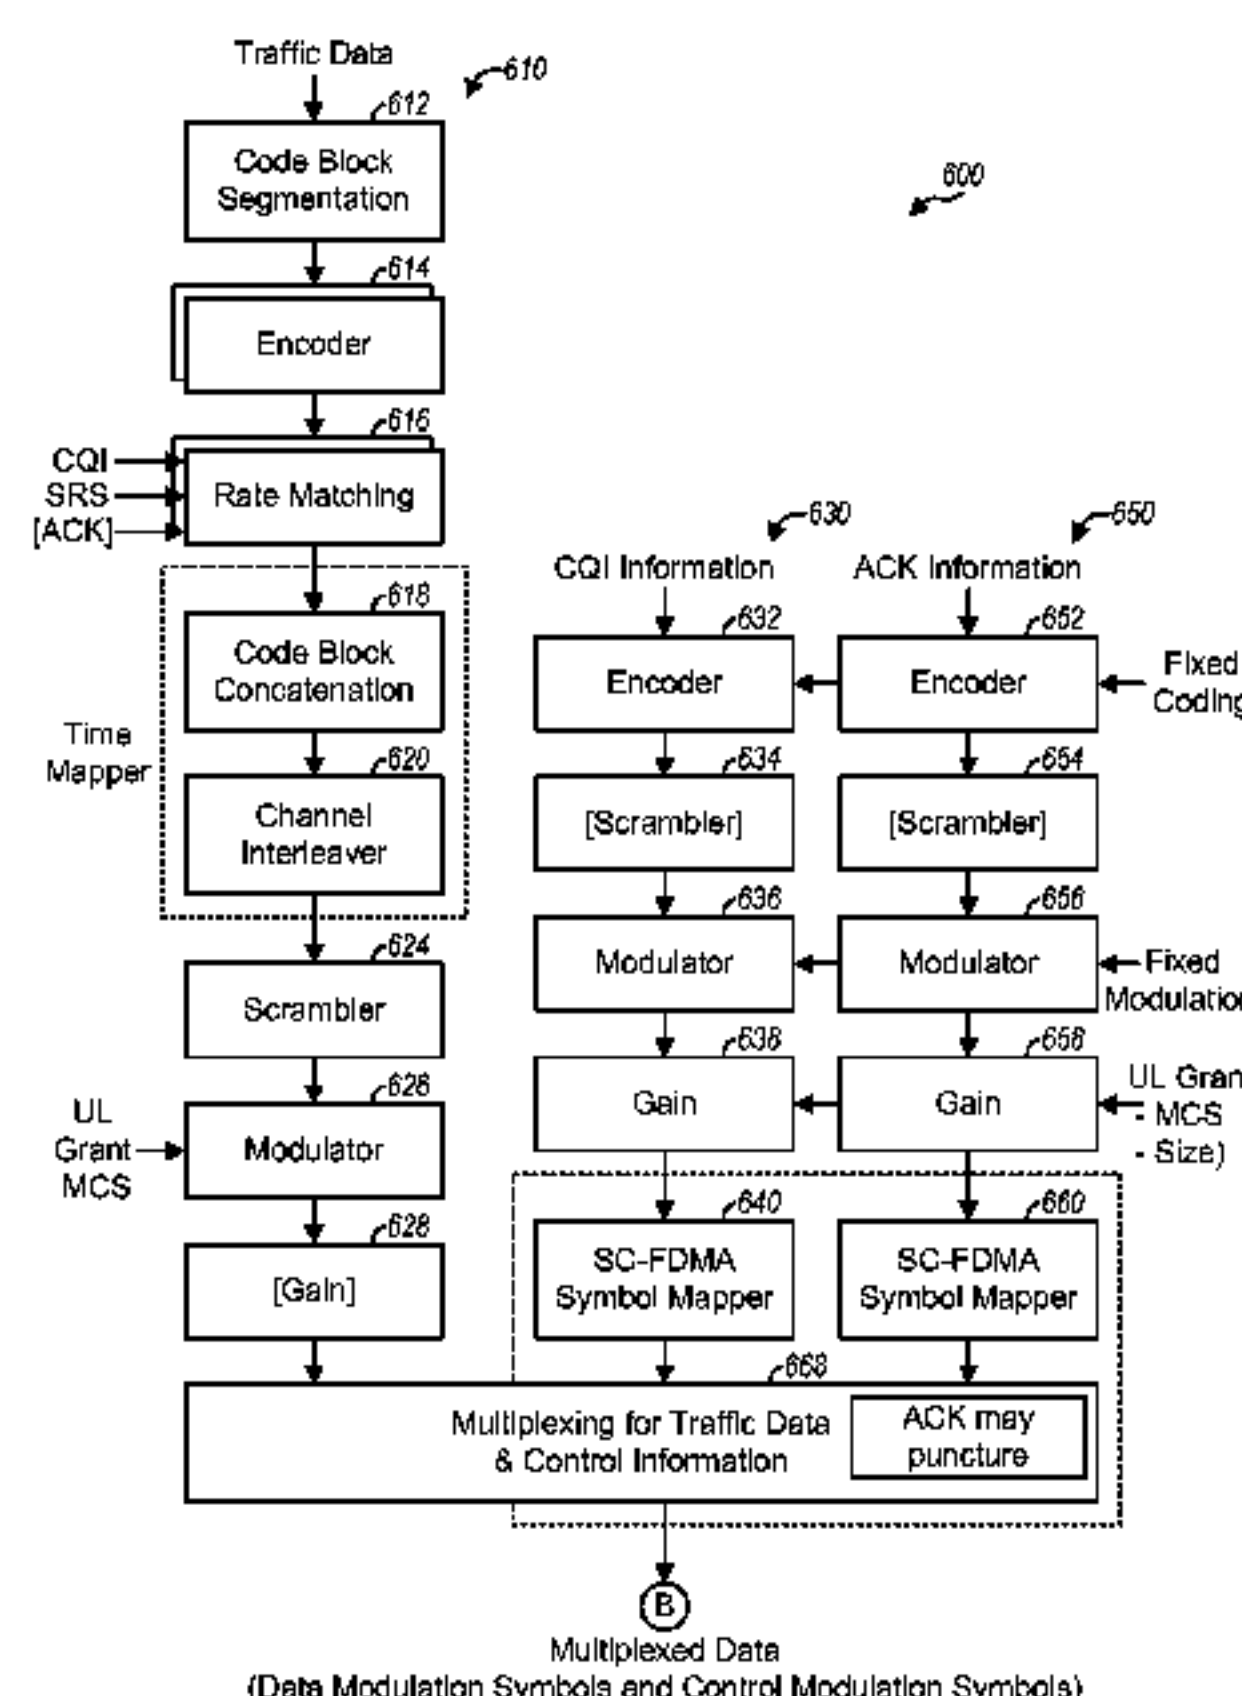 Traffic Data
610
612
Code Block
Segmentation
600
614
Encoder
616
CQI
SRS
[ACK]
Rate Matching
630
650
CQI Information
ACK Information
618
Code Block
Concatenation
Time
Mapper
620
Channel
Interleaver
632
Encoder
652
Encoder
Fixed
Coding
634
[Scrambler]
654
[Scrambler]
636
Modulator
656
Modulator
Fixed
Modulation
624
Scrambler
638
Gain
658
Gain
UL Gran
- MCS
- Size)
626
UL
Grant
MCS
Modulator
628
[Gain]
640
SC-FDMA
Symbol Mapper
660
SC-FDMA
Symbol Mapper
668
Multiplexing for Traffic Data
& Control Information
ACK may
puncture
B
Multiplexed Data
(Data Modulation Symbols and Control Modulation Symbols)